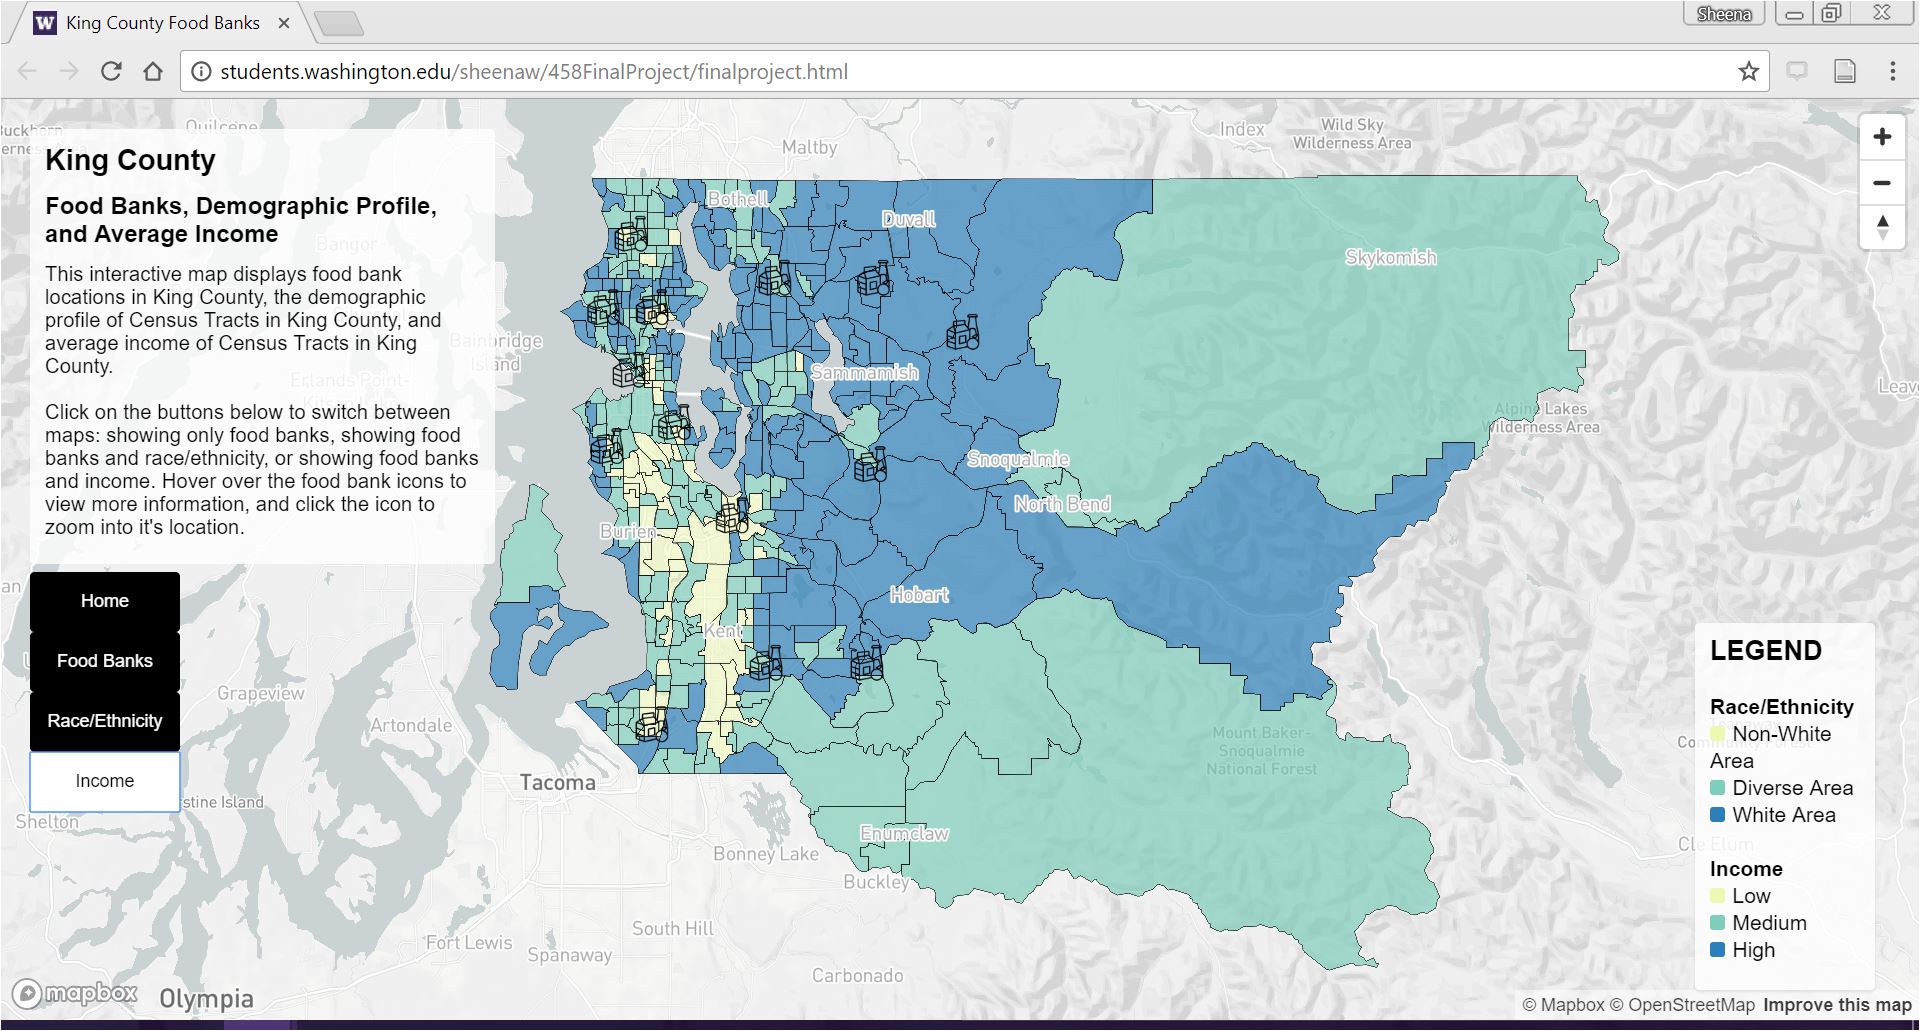 King County Food Banks
Sheena
students.washington.edu/sheenaw/458FinalProject/finalproject.html
Quilcene
King County
Food Banks, Demographic Profile,
and Average Income
This interactive map displays food bank
locations in King County, the demographic
profile of Census Tracts in King County, and
average income of Census Tracts in King
County.
Click on the buttons below to switch between
maps: showing only food banks, showing food
banks and race/ethnicity, or showing food banks
and income. Hover over the food bank icons to
view more information, and click the icon to
zoom into it's location.
Home
Food Banks
Race/Ethnicity
Income
Bangor
Erlands Point-
Bainbridge
Island
Maltby
Index
Wild Sky
Wilderness Area
Bothell
Duvall
Skykomish
Sammamish
Alpine Lakes
Wilderness Area
Snoqualmie
North Bend
Burien
Hobart
Kent
Grapeview
Artondale
Shelton
Tacoma
Mount Baker-
Snoqualmie
National Forest
Enumclaw
Bonney Lake
Buckley
South Hill
Fort Lewis
Spanaway
Carbonado
Cle Elum
LEGEND
Race/Ethnicity
Non-White
Area
Diverse Area
White Area
Income
Low
Medium
High
mapbox
Olympia
© Mapbox © OpenStreetMap Improve this map